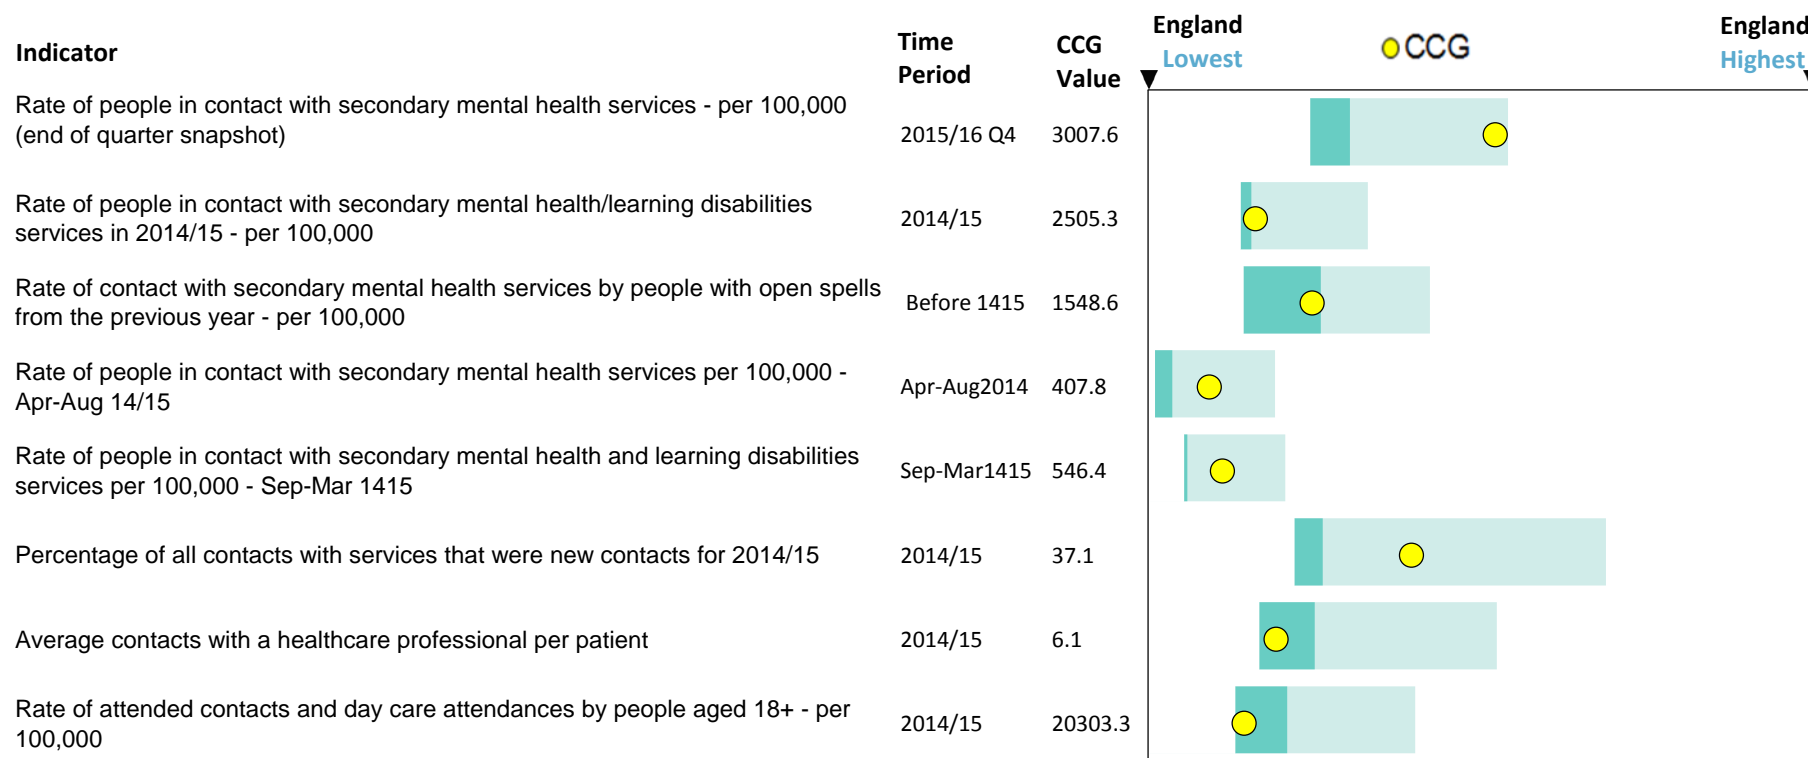 Indicator
Time Period
CCG Value
England Lowest
CCG
England Highest
Rate of people in contact with secondary mental health services - per 100,000
(end of quarter snapshot)
2015/16 Q4 3007.6
Rate of people in contact with secondary mental health/learning disabilities
services in 2014/15 - per 100,000
2014/15 2505.3
Rate of contact with secondary mental health services by people with open spells
from the previous year - per 100,000
Before 1415 1548.6
Rate of people in contact with secondary mental health services per 100,000 -
Apr-Aug 14/15
Apr-Aug2014 407.8
Rate of people in contact with secondary mental health and learning disabilities
services per 100,000 - Sep-Mar 1415
Sep-Mar1415 546.4
Percentage of all contacts with services that were new contacts for 2014/15
2014/15 37.1
Average contacts with a healthcare professional per patient
2014/15 6.1
Rate of attended contacts and day care attendances by people aged 18+ - per
100,000
2014/15 20303.3